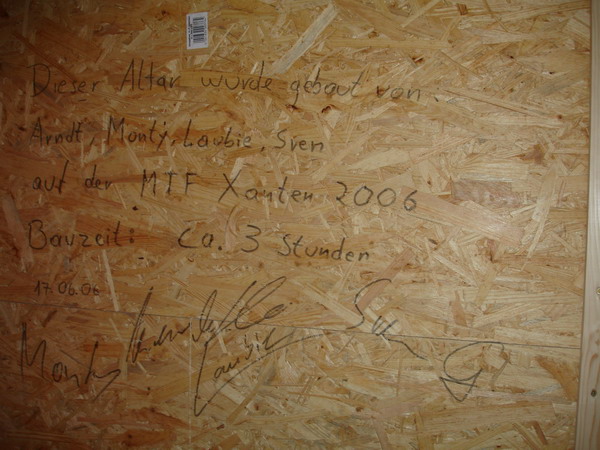 Dieser Altar wurde gebaut von:
Arndt, Monty, Laubie, Sven
auf der MTF Xanten 2006
Bauzeit: Ca. 3 Stunden
17.06.06
Monty Laubie Sven